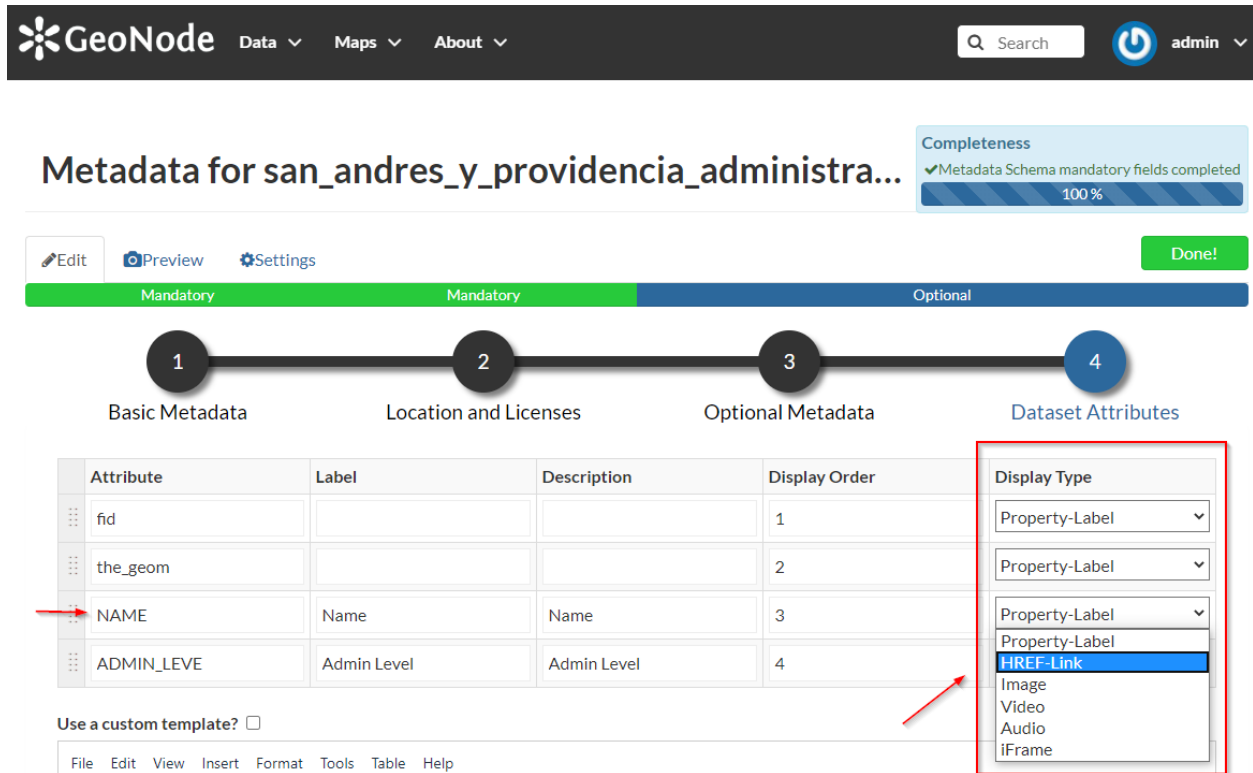 GeoNode Data Maps About Search admin
Completeness
Metadata for san_andres_y_providencia_administra...
Metadata Schema mandatory fields completed
100 %
Edit Preview Settings Done!
Mandatory Mandatory Optional
1 2 3 4
Basic Metadata Location and Licenses Optional Metadata Dataset Attributes
Attribute Label Description Display Order Display Type
fid 1 Property-Label
the_geom 2 Property-Label
NAME Name Name 3 Property-Label
Property-Label
HREF-Link
ADMIN_LEVE Admin Level Admin Level 4
Image
Video
Audio
iFrame
Use a custom template?
File Edit View Insert Format Tools Table Help